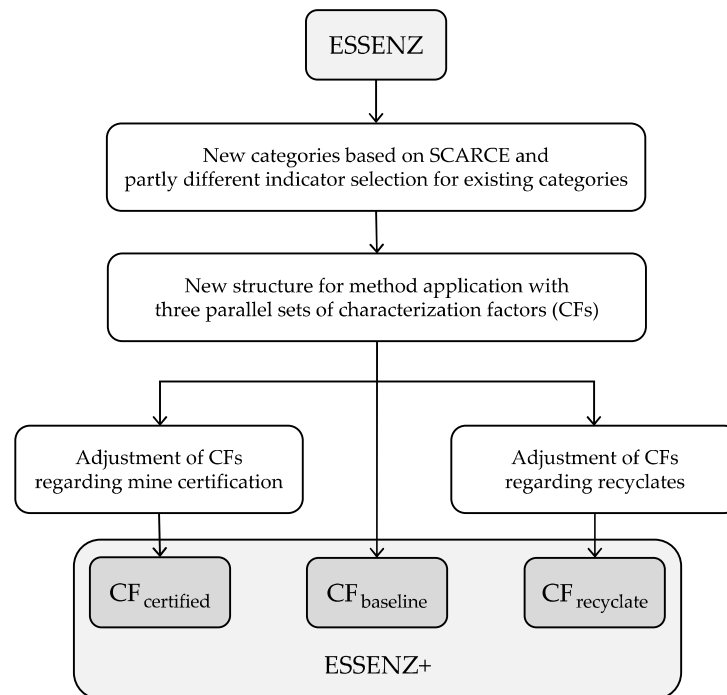 ESSENZ
New categories based on SCARCE and
partly different indicator selection for existing categories
New structure for method application with
three parallel sets of characterization factors (CFs)
Adjustment of CFs
regarding mine certification
Adjustment of CFs
regarding recyclates
CF certified
CF baseline
CF recyclate
ESSENZ+